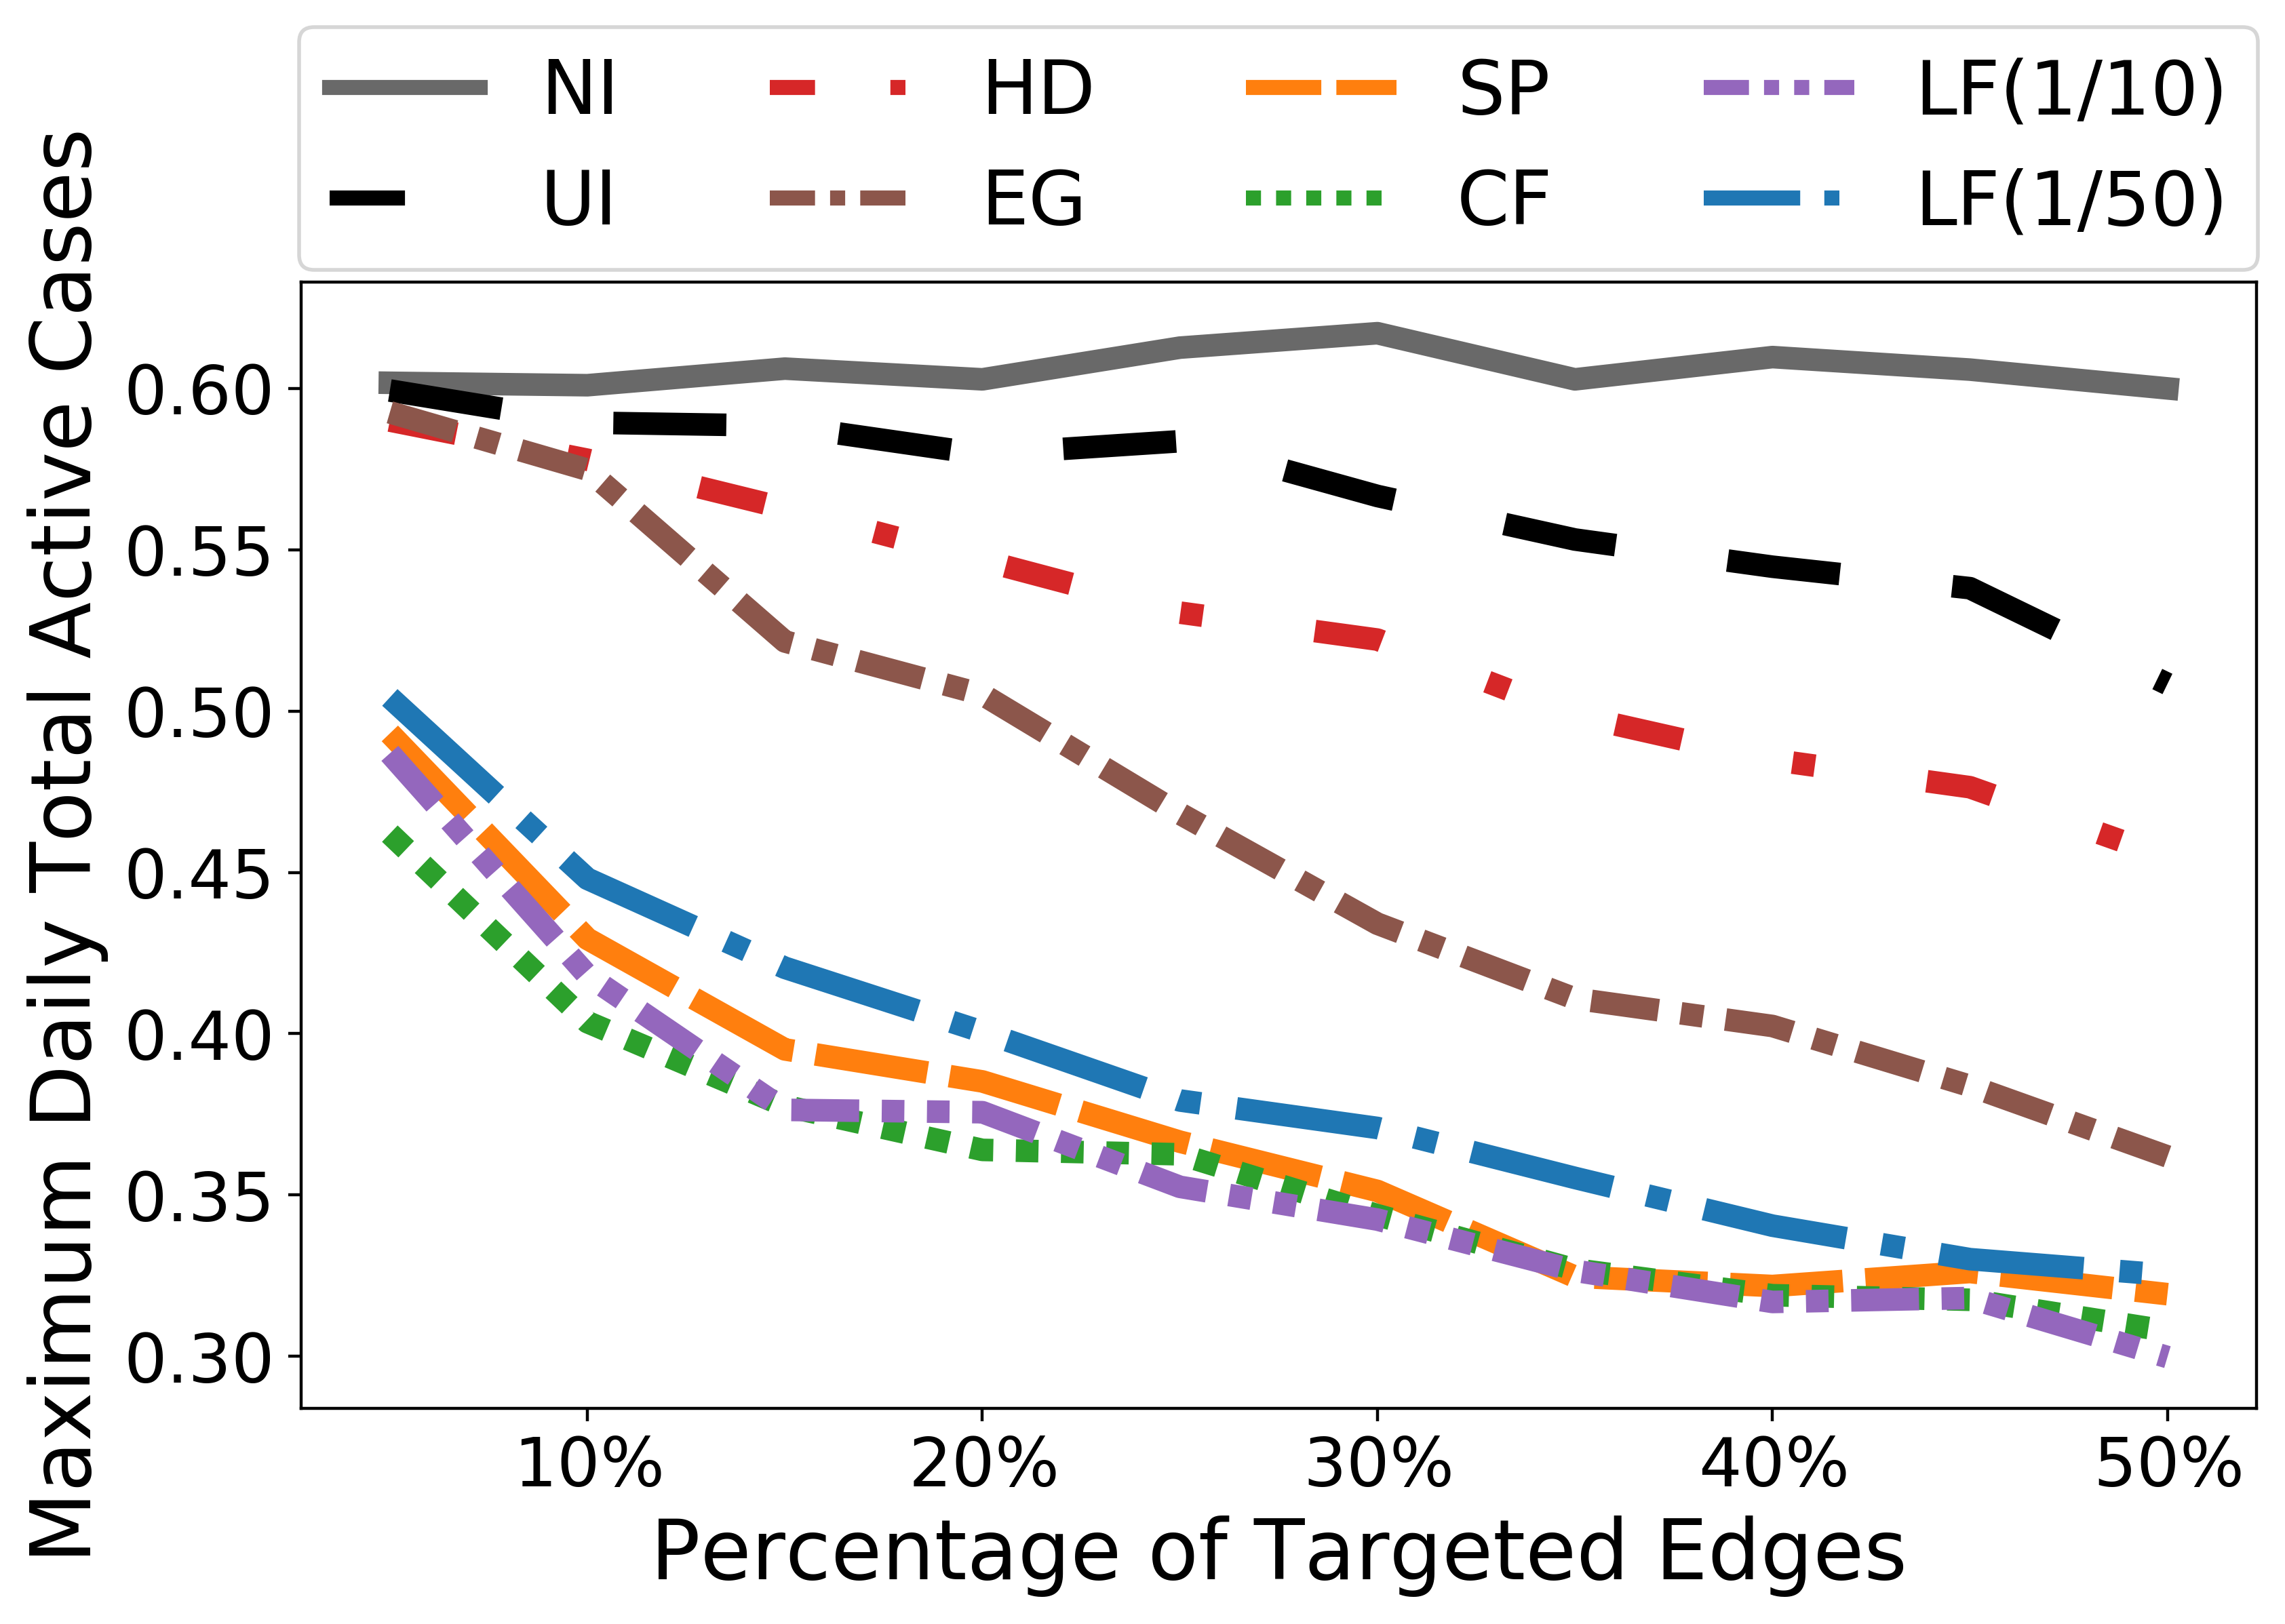 NI HD SP LF(1/10)
UI EG CF LF(1/50)
Maximum Daily Total Active Cases
0.60
0.55
0.50
0.45
0.40
0.35
0.30
10% 20% 30% 40% 50%
Percentage of Targeted Edges